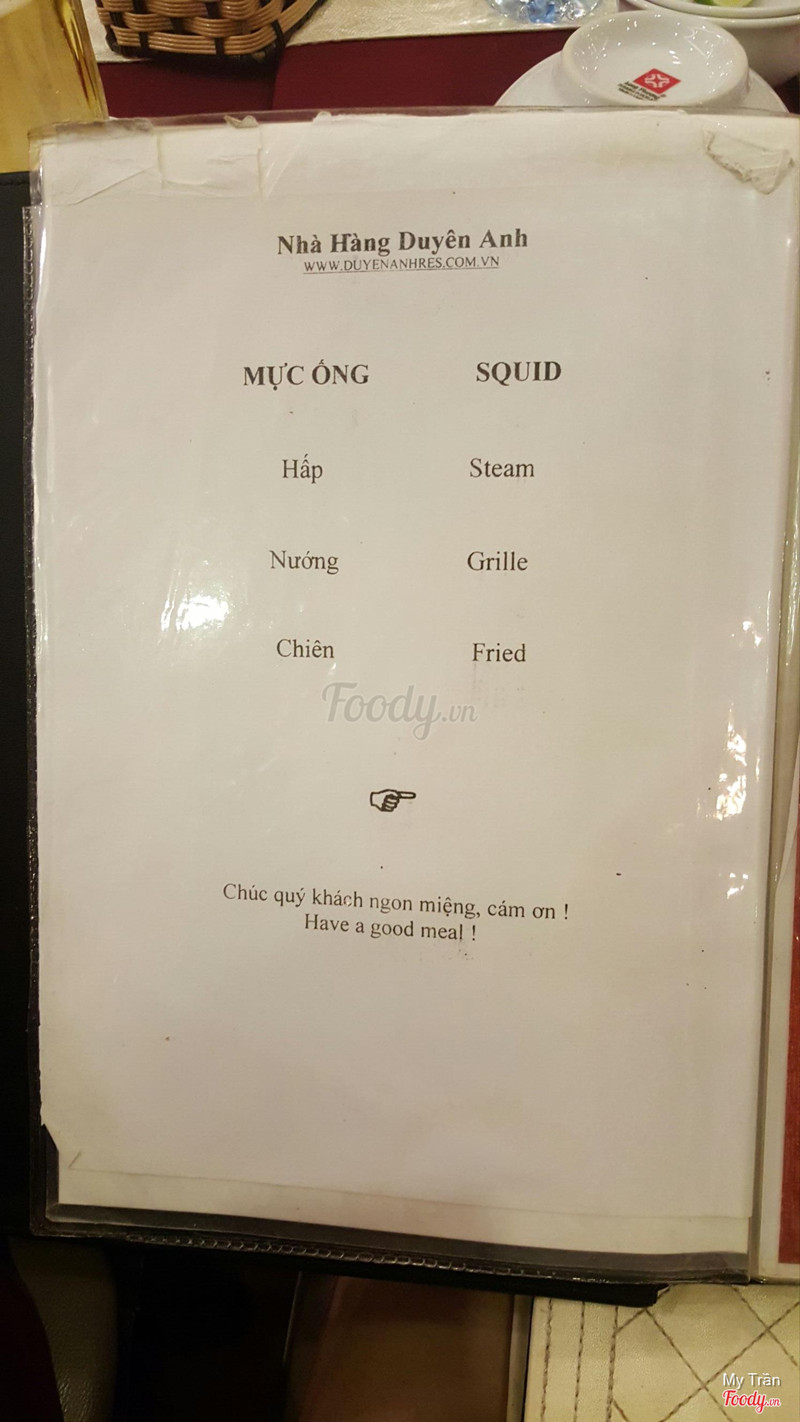 Nhà Hàng Duyên Anh
WWW.DUYENANHRES.COM.VN
MỰC ỐNG SQUID
Hấp Steam
Nướng Grille
Chiên Fried
Foody.vn
Chúc quý khách ngon miệng, cám ơn !
Have a good meal !
My Trần
Foody.vn